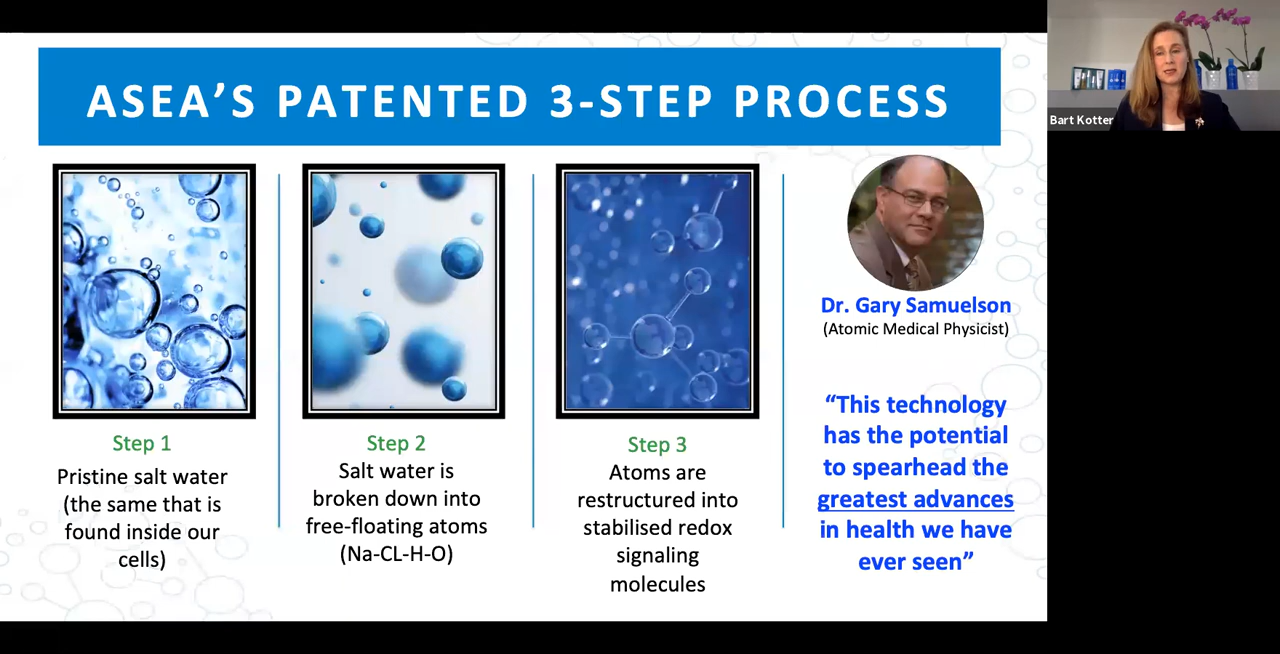 ASEA’S PATENTED 3-STEP PROCESS
Bart Kotter
Step 1
Pristine salt water
(the same that is
found inside our
cells)
Step 2
Salt water is
broken down into
free-floating atoms
(Na-CL-H-O)
Step 3
Atoms are
restructured into
stabilised redox
signaling
molecules
Dr. Gary Samuelson
(Atomic Medical Physicist)
“This technology
has the potential
to spearhead the
greatest advances
in health we have
ever seen”